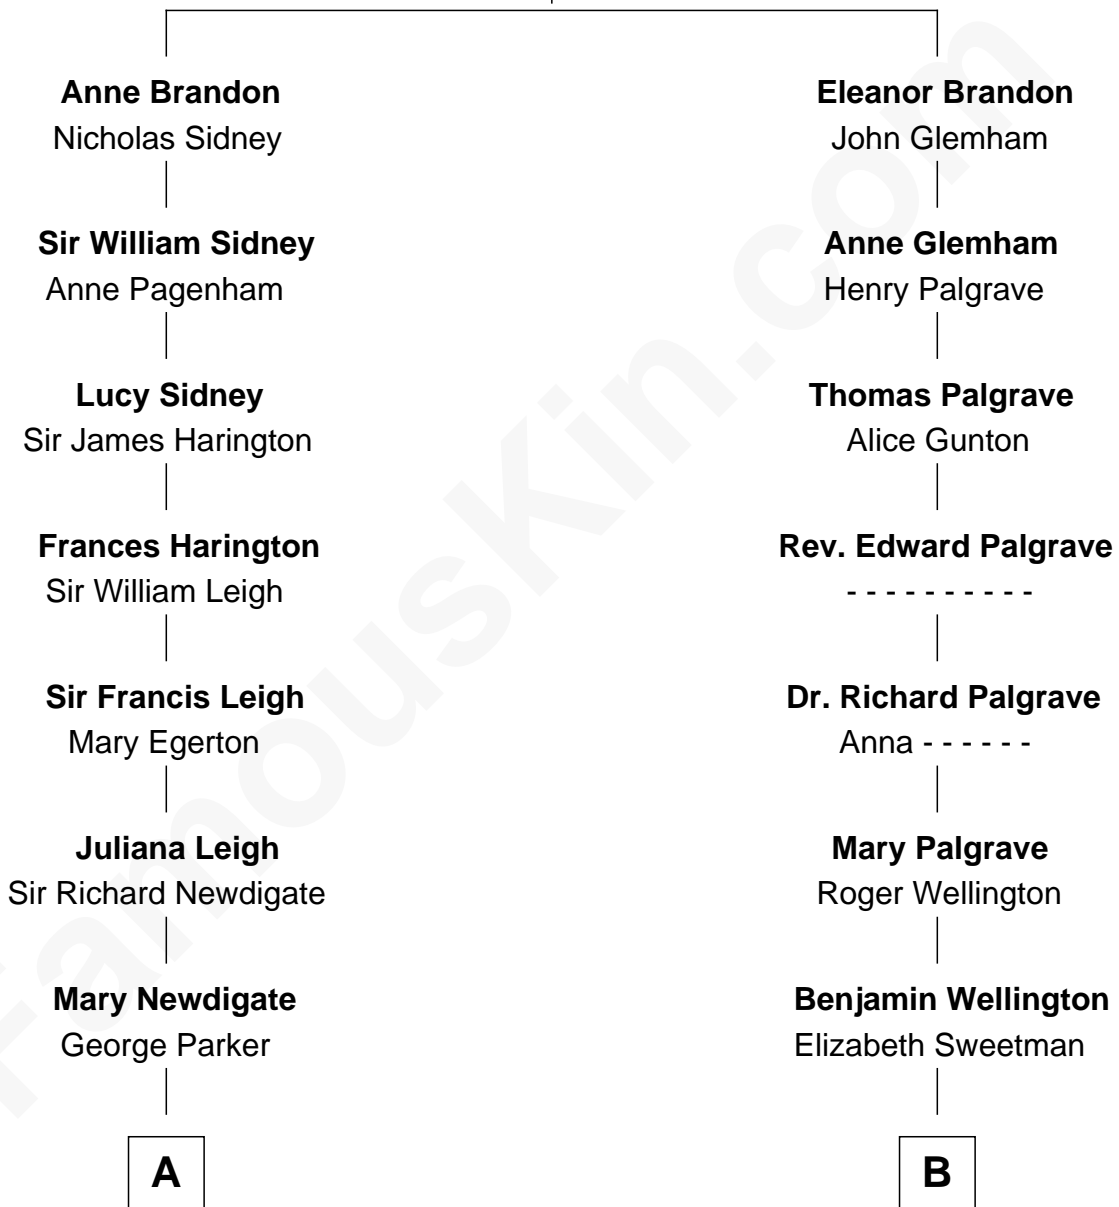 Anne Brandon
Nicholas Sidney
Eleanor Brandon
John Glemham
Sir William Sidney
Anne Pagenham
Anne Glemham
Henry Palgrave
Lucy Sidney
Sir James Harington
Thomas Palgrave
Alice Gunton
Frances Harington
Sir William Leigh
Rev. Edward Palgrave
- - - - - - - - - -
Sir Francis Leigh
Mary Egerton
Dr. Richard Palgrave
Anna - - - - - -
Juliana Leigh
Sir Richard Newdigate
Mary Palgrave
Roger Wellington
Mary Newdigate
George Parker
Benjamin Wellington
Elizabeth Sweetman
A
B
FamousKin.com